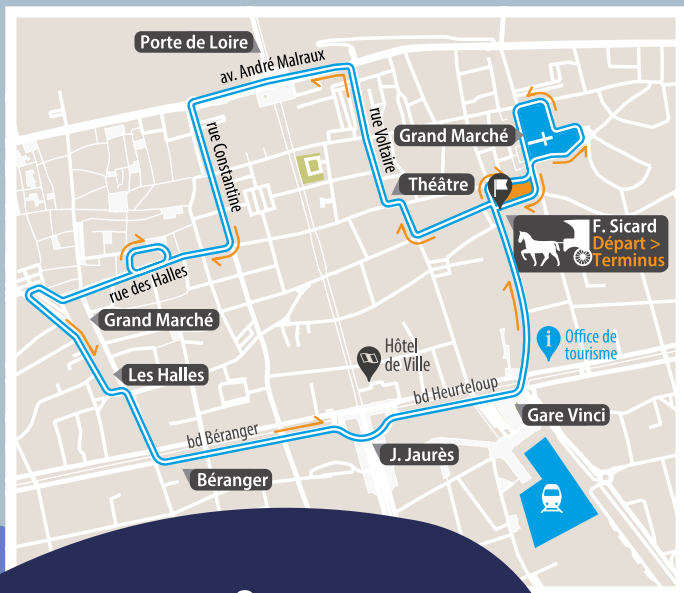 Porte de Loire
av. André Malraux
rue Voltaire
rue Constantine
Grand Marché
Théâtre
F. Sicard
Départ >
Terminus
rue des Halles
Grand Marché
Les Halles
Hôtel
de Ville
i
Office de
tourisme
bd Heurteloup
Gare Vinci
bd Béranger
J. Jaurès
Béranger